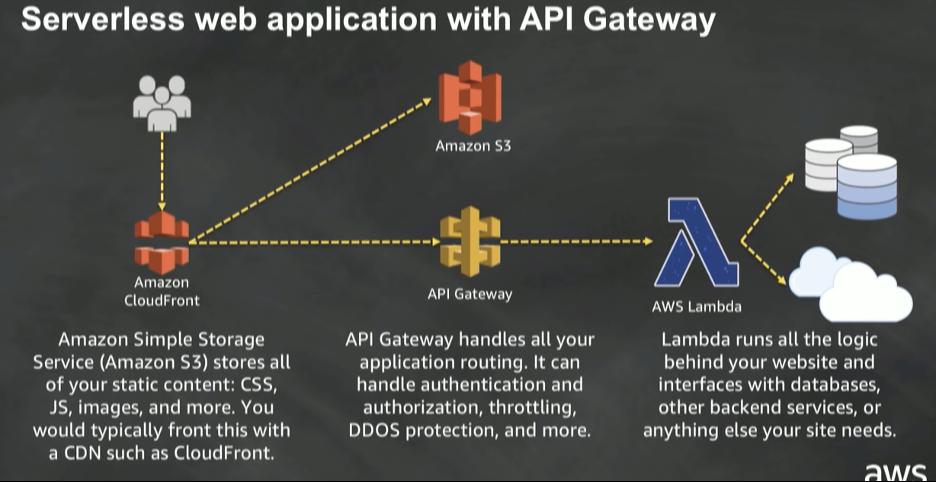 Serverless web application with API Gateway
Amazon S3
Amazon
CloudFront
API Gateway
AWS Lambda
Amazon Simple Storage
Service (Amazon S3) stores all
of your static content: CSS,
JS, images, and more. You
would typically front this with
a CDN such as CloudFront.
API Gateway handles all your
application routing. It can
handle authentication and
authorization, throttling,
DDOS protection, and more.
Lambda runs all the logic
behind your website and
interfaces with databases,
other backend services, or
anything else your site needs.
aws